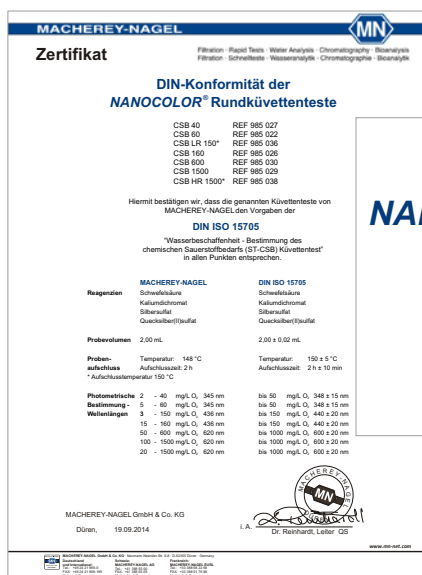 MACHEREY-NAGEL
MN
Zertifikat
Filtration · Rapid Tests · Water Analysis · Chromatography · Bioanalysis
Filtration · Schnellteste · Wasseranalytik · Chromatographie · Bioanalytik
DIN-Konformität der
NANOCOLOR® Rundküvettenteste
CSB 40 REF 985 027
CSB 60 REF 985 022
CSB LR 150* REF 985 036
CSB 160 REF 985 026
CSB 600 REF 985 030
CSB 1500 REF 985 029
CSB HR 1500* REF 985 038
Hiermit bestätigen wir, dass die genannten Küvettenteste von
MACHEREY-NAGEL den Vorgaben der
DIN ISO 15705
"Wasserbeschaffenheit - Bestimmung des
chemischen Sauerstoffbedarfs (ST-CSB) Küvettentest"
in allen Punkten entsprechen.
MACHEREY-NAGEL DIN ISO 15705
Reagenzien Schwefelsäure Schwefelsäure
Kaliumdichromat Kaliumdichromat
Silbersulfat Silbersulfat
Quecksilber(II)sulfat Quecksilber(II)sulfat
Probevolumen 2,00 mL 2,00 ± 0,02 mL
Proben- Temperatur: 148 °C Temperatur: 150 ± 5 °C
aufschluss Aufschlusszeit: 2 h Aufschlusszeit: 2 h ± 10 min
* Aufschlusstemperatur 150 °C
Photometrische 2 - 40 mg/L O₂ 345 nm bis 50 mg/L O₂ 348 ± 15 nm
Bestimmung - 5 - 60 mg/L O₂ 345 nm bis 50 mg/L O₂ 348 ± 15 nm
Wellenlängen 3 - 150 mg/L O₂ 436 nm bis 150 mg/L O₂ 440 ± 20 nm
15 - 160 mg/L O₂ 436 nm bis 150 mg/L O₂ 440 ± 20 nm
50 - 600 mg/L O₂ 620 nm bis 1000 mg/L O₂ 600 ± 20 nm
100 - 1500 mg/L O₂ 620 nm bis 1000 mg/L O₂ 600 ± 20 nm
20 - 1500 mg/L O₂ 620 nm bis 1000 mg/L O₂ 600 ± 20 nm
MACHEREY-NAGEL
MN
MACHEREY-NAGEL GmbH & Co. KG
i. A.
Düren, 19.09.2014
Dr. Reinhardt, Leiter QS
www.mn-net.com
NA